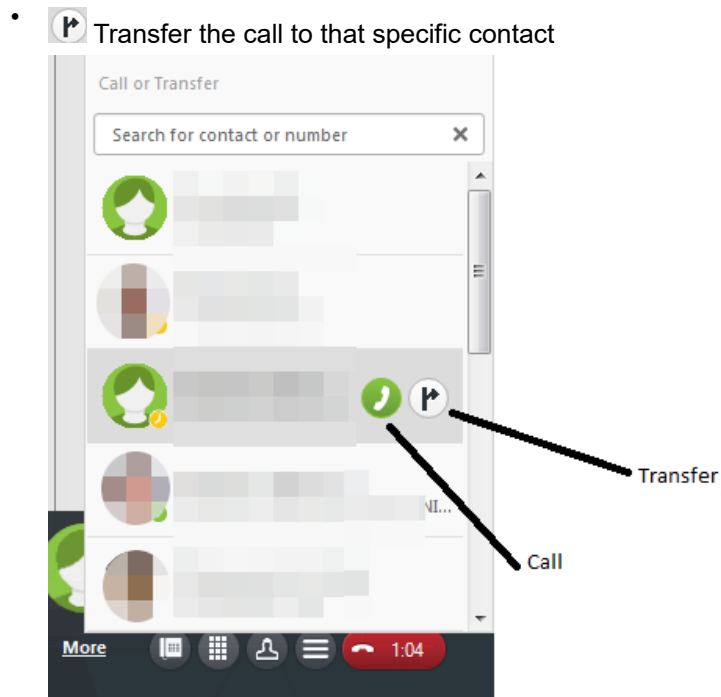 • Transfer the call to that specific contact
Call or Transfer
Search for contact or number
Transfer
Call
More
1:04